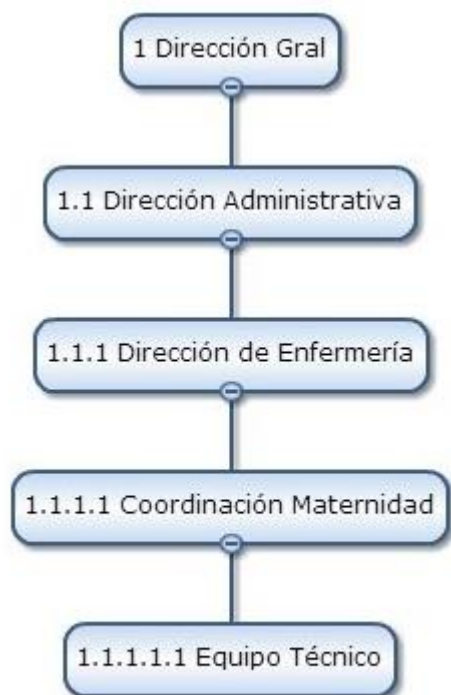 1 Dirección Gral
1.1 Dirección Administrativa
1.1.1 Dirección de Enfermería
1.1.1.1 Coordinación Maternidad
1.1.1.1.1 Equipo Técnico